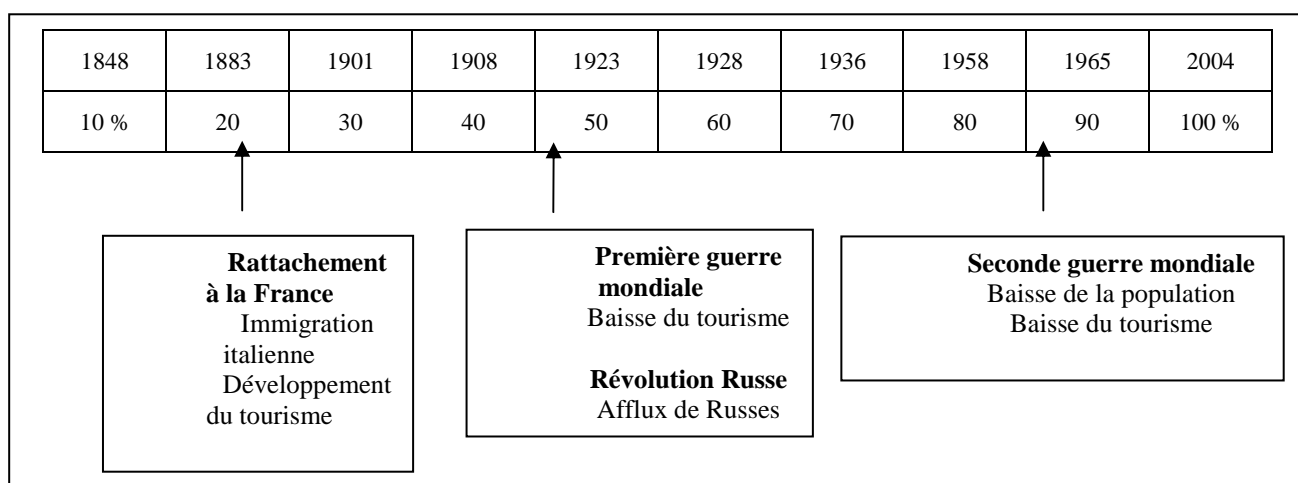 1848 1883 1901 1908 1923 1928 1936 1958 1965 2004
10 % 20 30 40 50 60 70 80 90 100 %
Rattachement
à la France
Immigration
italienne
Développement
du tourisme
Première guerre
mondiale
Baisse du tourisme
Révolution Russe
Afflux de Russes
Seconde guerre mondiale
Baisse de la population
Baisse du tourisme